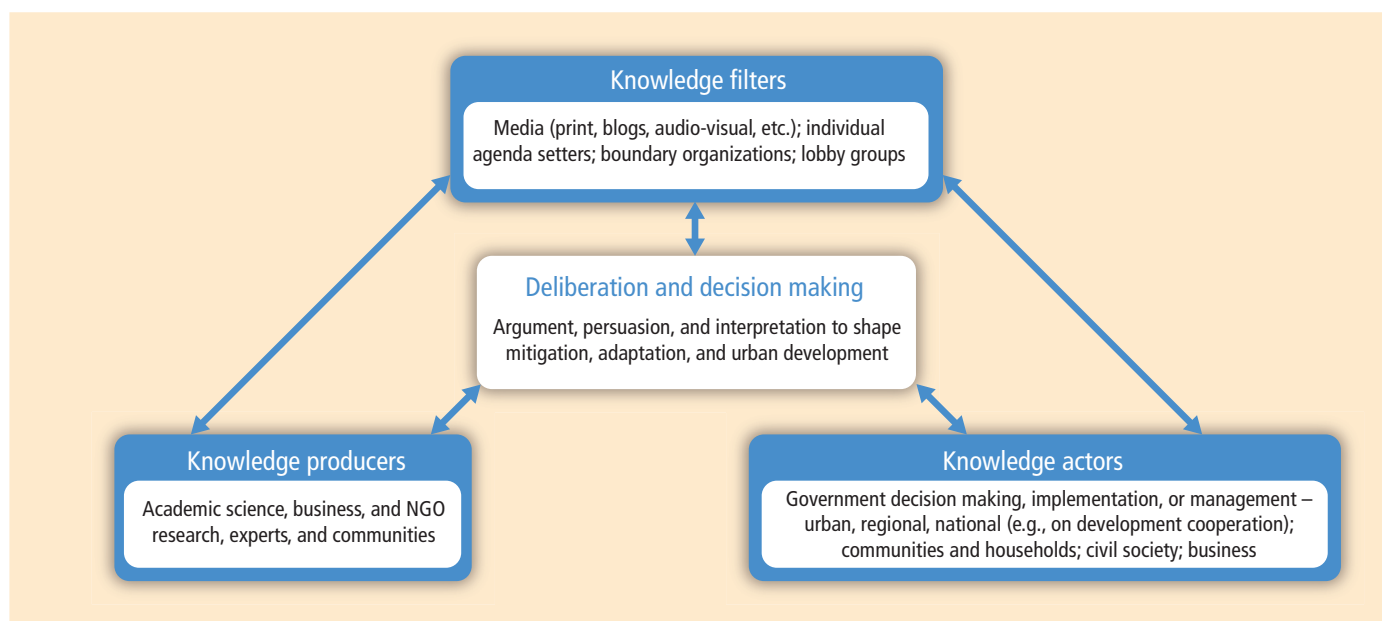 Knowledge filters
Media (print, blogs, audio-visual, etc.); individual
agenda setters; boundary organizations; lobby groups
Deliberation and decision making
Argument, persuasion, and interpretation to shape
mitigation, adaptation, and urban development
Knowledge producers
Academic science, business, and NGO
research, experts, and communities
Knowledge actors
Government decision making, implementation, or management –
urban, regional, national (e.g., on development cooperation);
communities and households; civil society; business